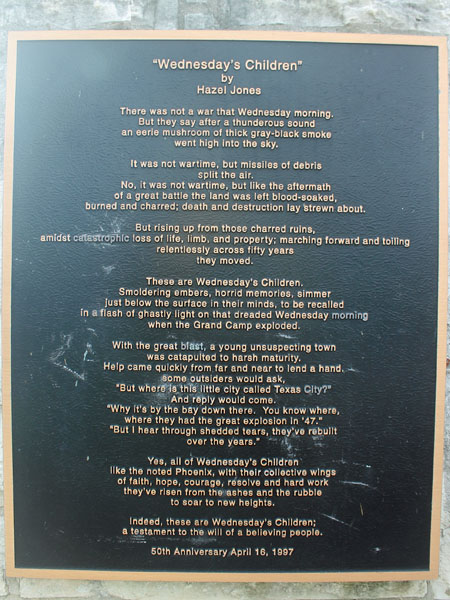 "Wednesday's Children"
by
Hazel Jones
There was not a war that Wednesday morning.
But they say after a thunderous sound
an eerie mushroom of thick gray-black smoke
went high into the sky.
It was not wartime, but missiles of debris
split the air.
No, it was not wartime, but like the aftermath
of a great battle the land was left blood-soaked,
burned and charred; death and destruction lay strewn about.
But rising up from those charred ruins,
amidst catastrophic loss of life, limb, and property; marching forward and toiling
relentlessly across fifty years
they moved.
These are Wednesday's Children.
Smoldering embers, horrid memories, simmer
just below the surface in their minds, to be recalled
in a flash of ghastly light on that dreaded Wednesday morning
when the Grand Camp exploded.
With the great blast, a young unsuspecting town
was catapulted to harsh maturity.
Help came quickly from far and near to lend a hand,
some outsiders would ask,
"But where is this little city called Texas City?"
And reply would come.
"Why it's by the bay down there.  You know where,
where they had the great explosion in '47."
"But I hear through shedded tears, they've rebuilt
over the years."
Yes, all of Wednesday's Children
like the noted Phoenix, with their collective wings
of faith, hope, courage, resolve and hard work
they've risen from the ashes and the rubble
to soar to new heights.
Indeed, these are Wednesday's Children;
a testament to the will of a believing people.
50th Anniversary April 16, 1997